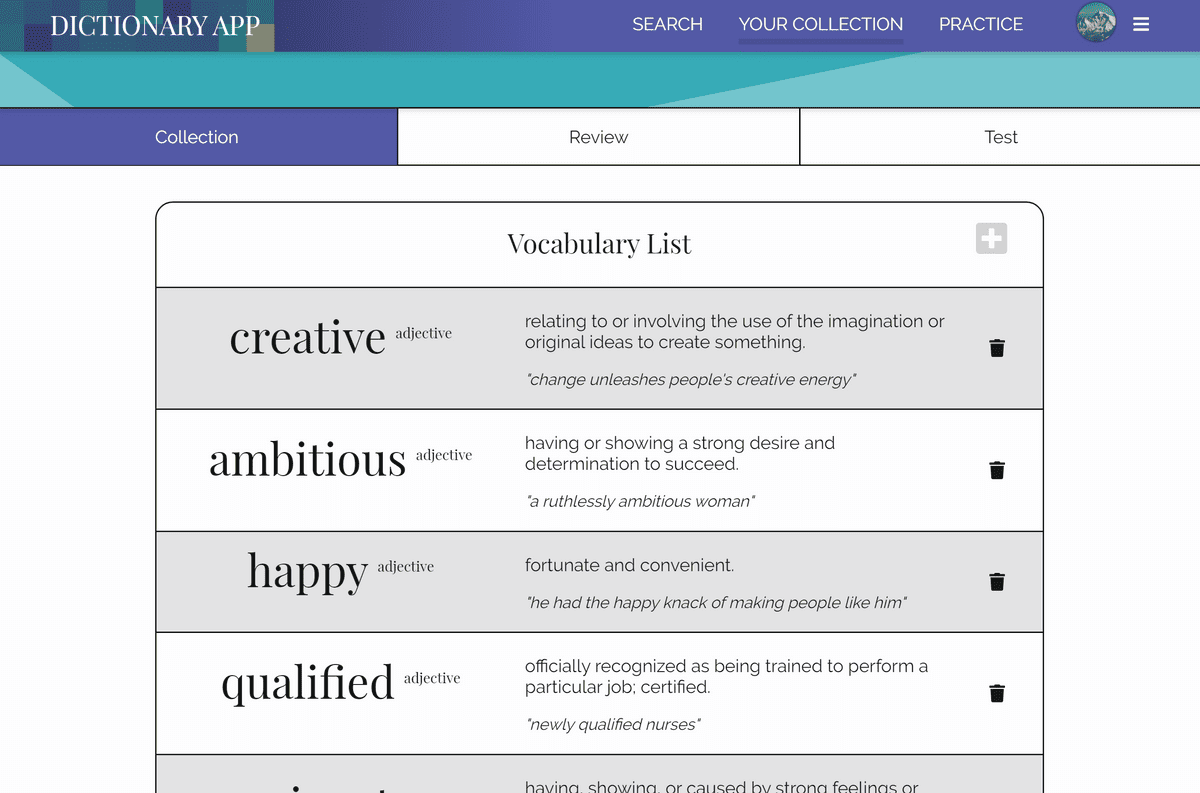 DICTIONARY APP
SEARCH
YOUR COLLECTION
PRACTICE
Collection
Review
Test
Vocabulary List
creative adjective
relating to or involving the use of the imagination or
original ideas to create something.
"change unleashes people's creative energy"
ambitious adjective
having or showing a strong desire and
determination to succeed.
"a ruthlessly ambitious woman"
happy adjective
fortunate and convenient.
"he had the happy knack of making people like him"
qualified adjective
officially recognized as being trained to perform a
particular job; certified.
"newly qualified nurses"
having, showing, or caused by strong feelings or